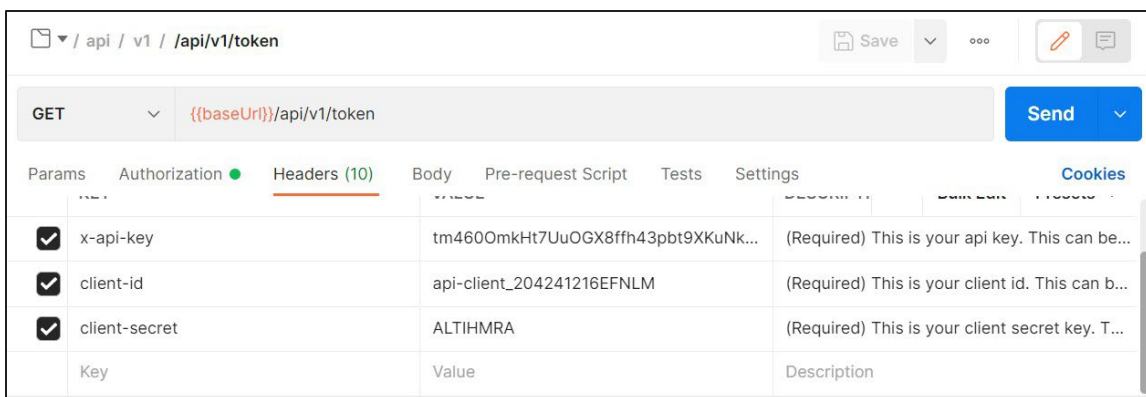 / api / v1 / /api/v1/token Save
GET {{baseUrl}}/api/v1/token Send
Params Authorization Headers (10) Body Pre-request Script Tests Settings Cookies
x-api-key tm460OmkHt7UuOGX8ffh43pbt9XKuNk... (Required) This is your api key. This can be...
client-id api-client_204241216EFNLM (Required) This is your client id. This can b...
client-secret ALTIHMRA (Required) This is your client secret key. T...
Key Value Description